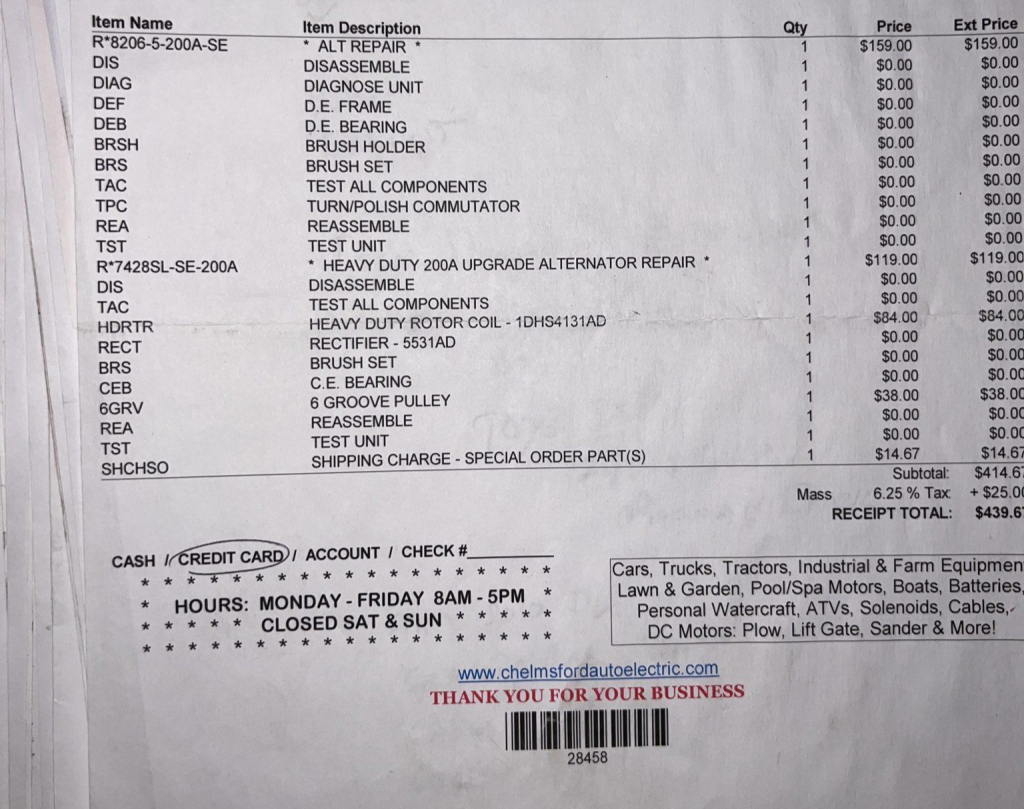 Item Name Item Description Qty Price Ext Price
R*8206-5-200A-SE * ALT REPAIR * 1 $159.00 $159.00
DIS DISASSEMBLE 1 $0.00 $0.00
DIAG DIAGNOSE UNIT 1 $0.00 $0.00
DEF D.E. FRAME 1 $0.00 $0.00
DEB D.E. BEARING 1 $0.00 $0.00
BRSH BRUSH HOLDER 1 $0.00 $0.00
BRS BRUSH SET 1 $0.00 $0.00
TAC TEST ALL COMPONENTS 1 $0.00 $0.00
TPC TURN/POLISH COMMUTATOR 1 $0.00 $0.00
REA REASSEMBLE 1 $0.00 $0.00
TST TEST UNIT 1 $0.00 $0.00
R*7428SL-SE-200A * HEAVY DUTY 200A UPGRADE ALTERNATOR REPAIR * 1 $119.00 $119.00
DIS DISASSEMBLE 1 $0.00 $0.00
TAC TEST ALL COMPONENTS 1 $0.00 $0.00
HDRTR HEAVY DUTY ROTOR COIL - 1DHS4131AD 1 $84.00 $84.00
RECT RECTIFIER - 5531AD 1 $0.00 $0.00
BRS BRUSH SET 1 $0.00 $0.00
CEB C.E. BEARING 1 $0.00 $0.00
6GRV 6 GROOVE PULLEY 1 $38.00 $38.00
REA REASSEMBLE 1 $0.00 $0.00
TST TEST UNIT 1 $0.00 $0.00
SHCHSO SHIPPING CHARGE - SPECIAL ORDER PART(S) 1 $14.67 $14.67
Subtotal: $414.67
Mass 6.25 % Tax: + $25.00
RECEIPT TOTAL: $439.67
CASH / CREDIT CARD / ACCOUNT / CHECK #
* * * * * * * * * * * * * * * * * * *
* HOURS: MONDAY - FRIDAY 8AM - 5PM *
* * * * * CLOSED SAT & SUN * * * * *
* * * * * * * * * * * * * * * * * * *
Cars, Trucks, Tractors, Industrial & Farm Equipmen
Lawn & Garden, Pool/Spa Motors, Boats, Batteries,
Personal Watercraft, ATVs, Solenoids, Cables,
DC Motors: Plow, Lift Gate, Sander & More!
www.chelmsfordautoelectric.com
THANK YOU FOR YOUR BUSINESS
28458